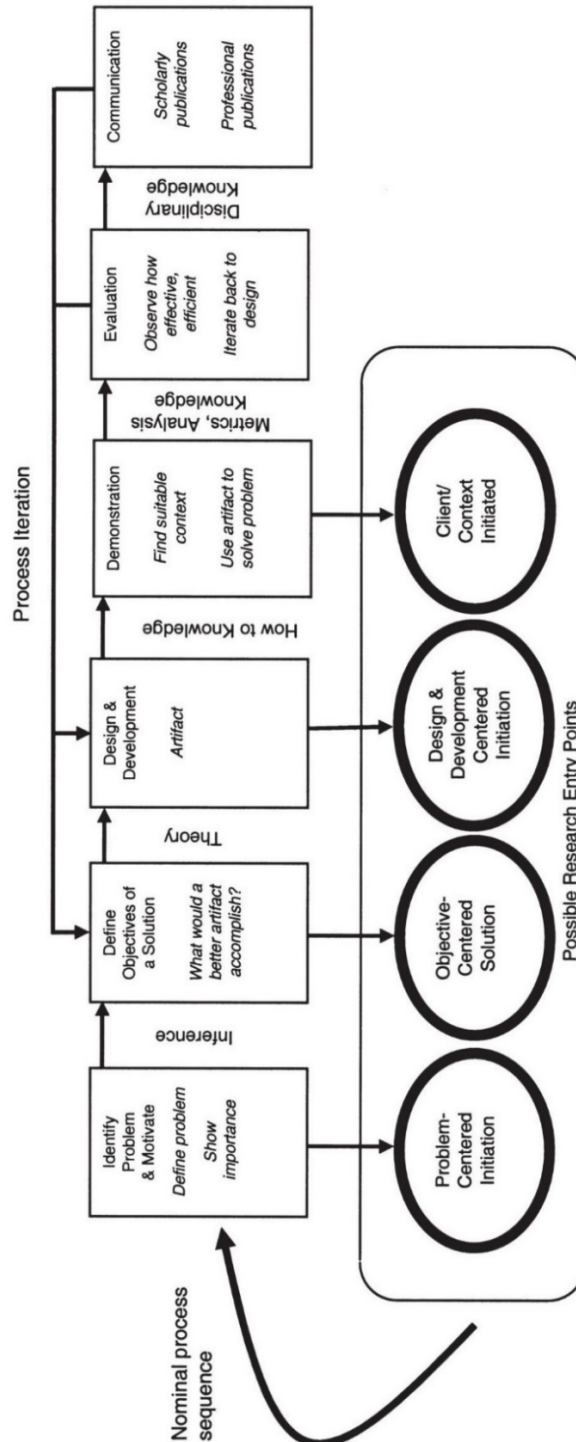 Process Iteration
Nominal process
sequence
Identify
Problem
& Motivate
Define problem
Show
importance
Inference
Define
Objectives of
a Solution
What would a
better artifact
accomplish?
Theory
Design &
Development
Artifact
How to Knowledge
Demonstration
Find suitable
context
Use artifact to
solve problem
Metrics, Analysis
Knowledge
Evaluation
Observe how
effective,
efficient
Iterate back to
design
Disciplinary
Knowledge
Communication
Scholarly
publications
Professional
publications
Problem-
Centered
Initiation
Objective-
Centered
Solution
Design &
Development
Centered
Initiation
Client/
Context
Initiated
Possible Research Entry Points